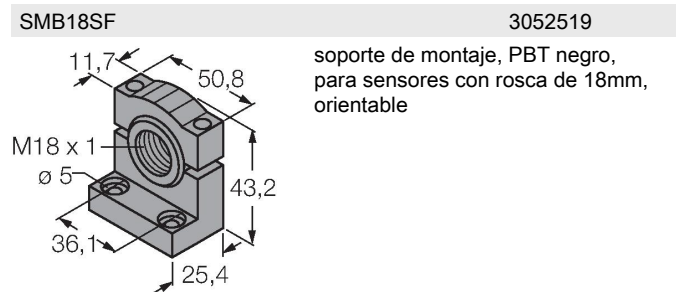 SMB18SF 3052519
soporte de montaje, PBT negro,
para sensores con rosca de 18mm,
orientable
11,7
50,8
M18 x 1
ø 5
43,2
36,1
25,4